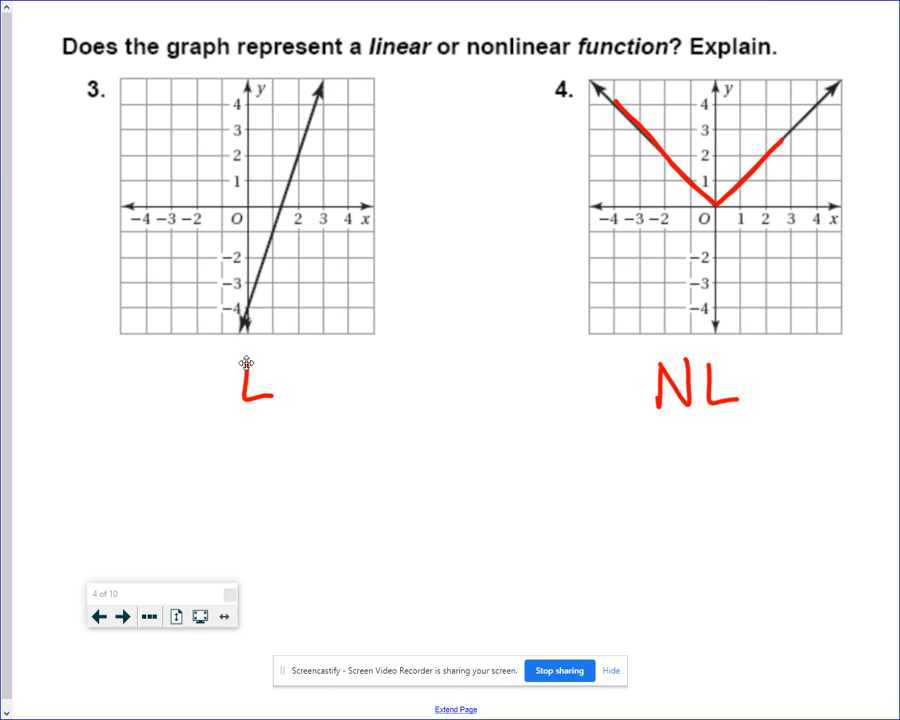 Does the graph represent a linear or nonlinear function? Explain.
3.
y
4
3
2
1
−4 −3 −2 O 2 3 4 x
−2
−3
−4
L
4.
y
4
3
2
1
−4 −3 −2 O 1 2 3 4 x
−2
−3
−4
NL
4 of 10
Screencastify - Screen Video Recorder is sharing your screen. Stop sharing Hide
Extend Page